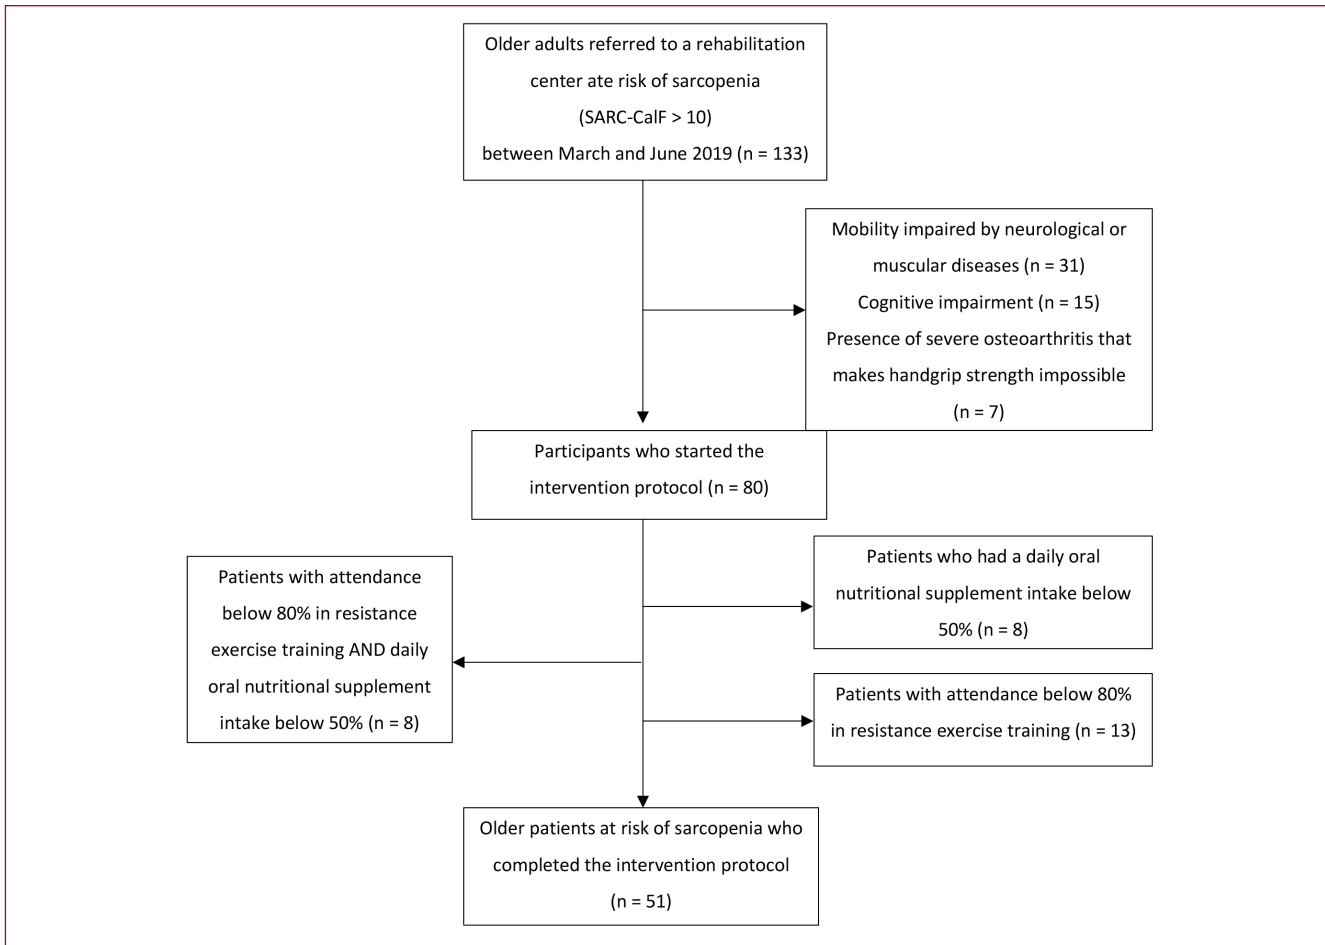 Older adults referred to a rehabilitation
center ate risk of sarcopenia
(SARC-CalF > 10)
between March and June 2019 (n = 133)
Mobility impaired by neurological or
muscular diseases (n = 31)
Cognitive impairment (n = 15)
Presence of severe osteoarthritis that
makes handgrip strength impossible
(n = 7)
Participants who started the
intervention protocol (n = 80)
Patients who had a daily oral
nutritional supplement intake below
50% (n = 8)
Patients with attendance
below 80% in resistance
exercise training AND daily
oral nutritional supplement
intake below 50% (n = 8)
Patients with attendance below 80%
in resistance exercise training (n = 13)
Older patients at risk of sarcopenia who
completed the intervention protocol
(n = 51)